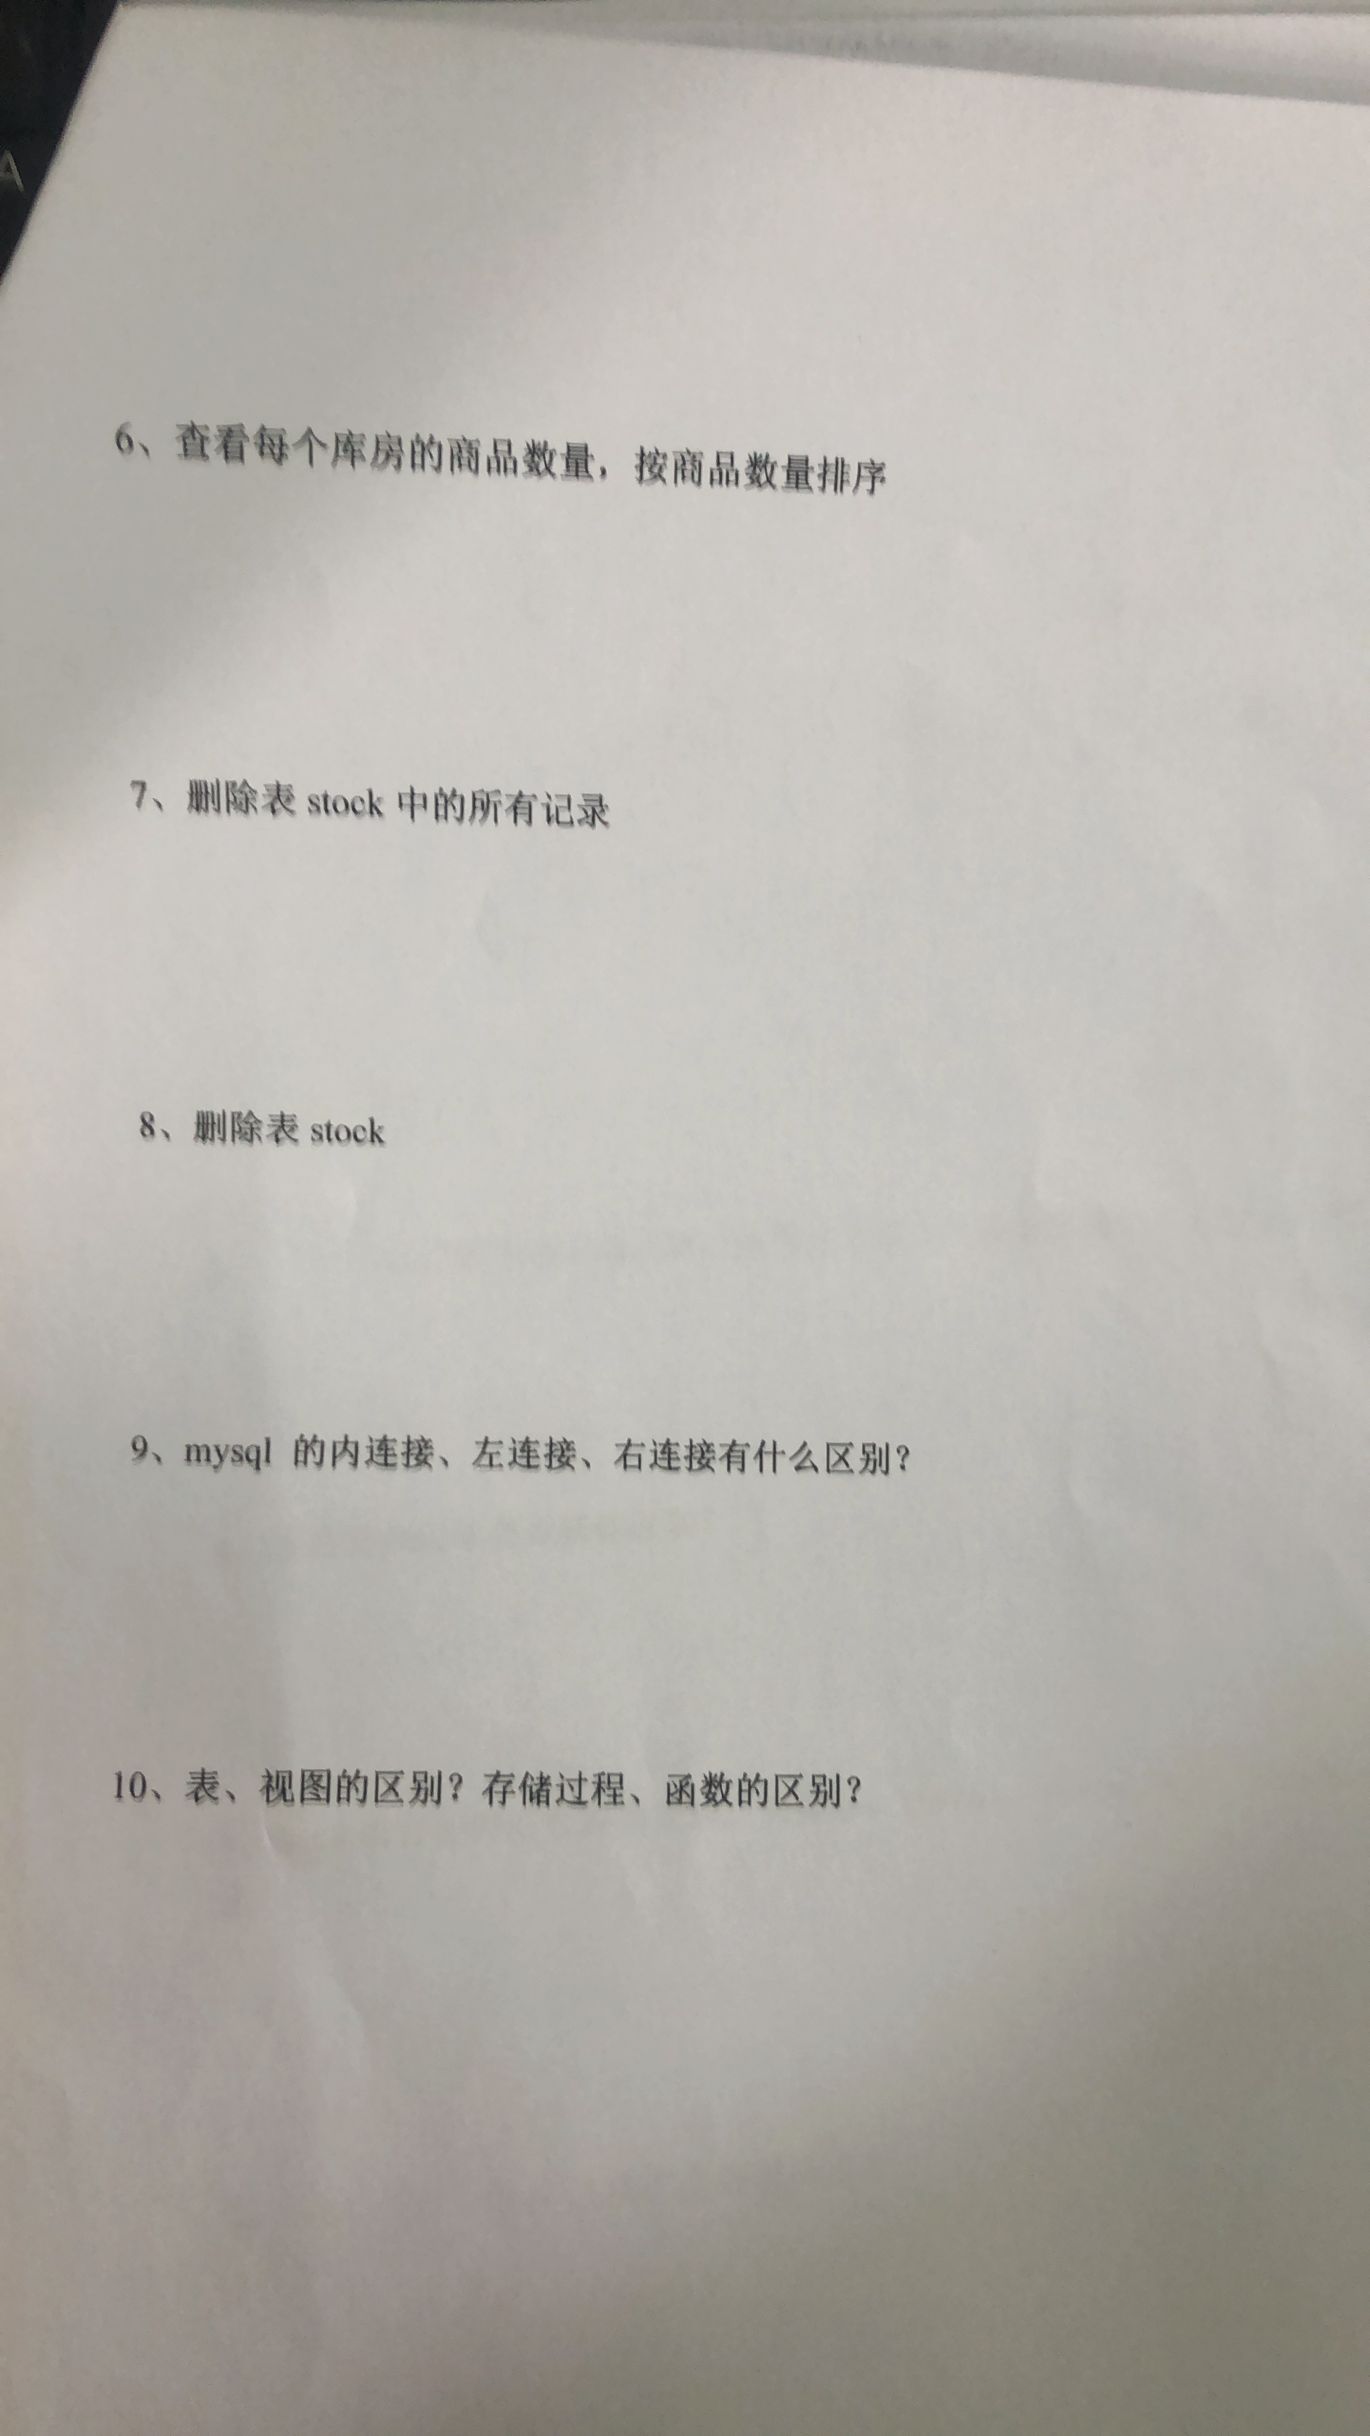 A
6、查看每个库房的商品数量，按商品数量排序
7、删除表 stock 中的所有记录
8、删除表 stock
9、mysql 的内连接、左连接、右连接有什么区别？
10、表、视图的区别？存储过程、函数的区别？